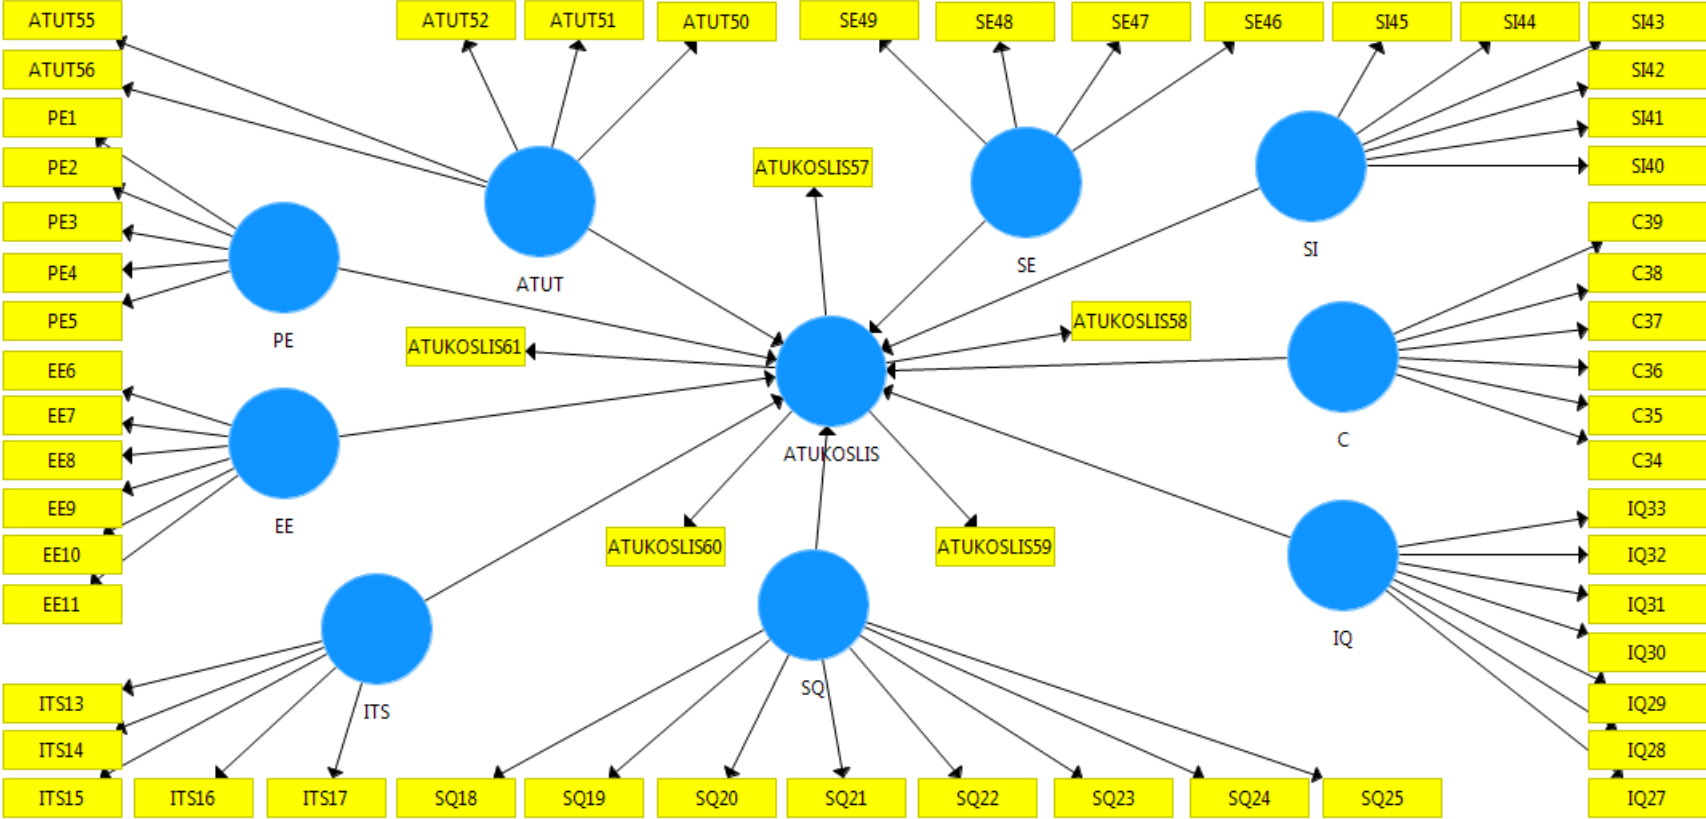 ATUT55
ATUT52
ATUT51
ATUT50
SE49
SE48
SE47
SE46
SI45
SI44
SI43
ATUT56
SI42
PE1
SI41
PE2
ATUKOSLIS57
SI40
PE3
C39
SI
SE
PE4
C38
ATUT
PE5
ATUKOSLIS58
C37
PE
ATUKOSLIS61
EE6
C36
EE7
C35
C
ATUKOSLIS
EE8
C34
EE9
IQ33
EE
ATUKOSLIS60
ATUKOSLIS59
EE10
IQ32
EE11
IQ31
IQ
IQ30
SQ
ITS13
ITS
IQ29
ITS14
IQ28
ITS15
ITS16
ITS17
SQ18
SQ19
SQ20
SQ21
SQ22
SQ23
SQ24
SQ25
IQ27